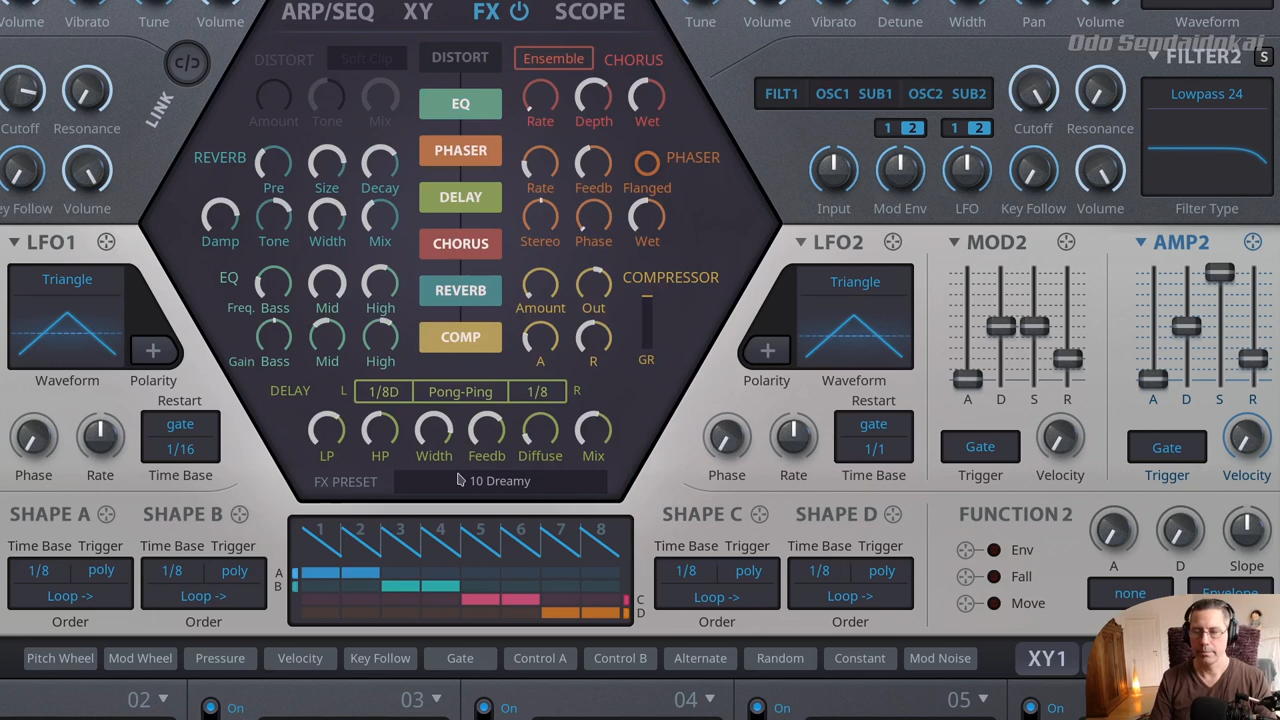 Volume Vibrato Tune Volume
ARP/SEQ XY FX SCOPE
Tune Volume Vibrato Detune Width Pan Volume Waveform
Odo Sendaidokai
DISTORT Soft Clip
Amount Tone Mix
DISTORT
EQ
PHASER
DELAY
CHORUS
REVERB
COMP
Ensemble CHORUS
Rate Depth Wet
FILTER2 S
FILT1 OSC1 SUB1 OSC2 SUB2
1 2 1 2
Cutoff Resonance
Lowpass 24
Input Mod Env LFO Key Follow Volume Filter Type
Cutoff Resonance
LINK
Key Follow Volume
REVERB
Pre Size Decay
Damp Tone Width Mix
PHASER
Rate Feedb Flanged
Stereo Phase Wet
EQ
Freq. Bass Mid High
Gain Bass Mid High
COMPRESSOR
Amount Out
A R GR
DELAY L 1/8D Pong-Ping 1/8 R
LP HP Width Feedb Diffuse Mix
FX PRESET 10 Dreamy
LFO1
Triangle
Waveform Polarity
Restart
gate
1/16
Phase Rate Time Base
LFO2
Triangle
Polarity Waveform
Restart
gate
1/1
Phase Rate Time Base
MOD2
A D S R
Gate
Trigger Velocity
AMP2
A D S R
Gate
Trigger Velocity
SHAPE A SHAPE B
Time Base Trigger Time Base Trigger
1/8 poly 1/8 poly
Loop -> Loop ->
Order Order
1 2 3 4 5 6 7 8
A
B
C
D
SHAPE C SHAPE D
Time Base Trigger Time Base Trigger
1/8 poly 1/8 poly
Loop -> Loop ->
Order Order
FUNCTION 2
Env
Fall
Move
A D Slope
none Envelope
Pitch Wheel Mod Wheel Pressure Velocity Key Follow Gate Control A Control B Alternate Random Constant Mod Noise XY1
02 03 04 05
On On On On